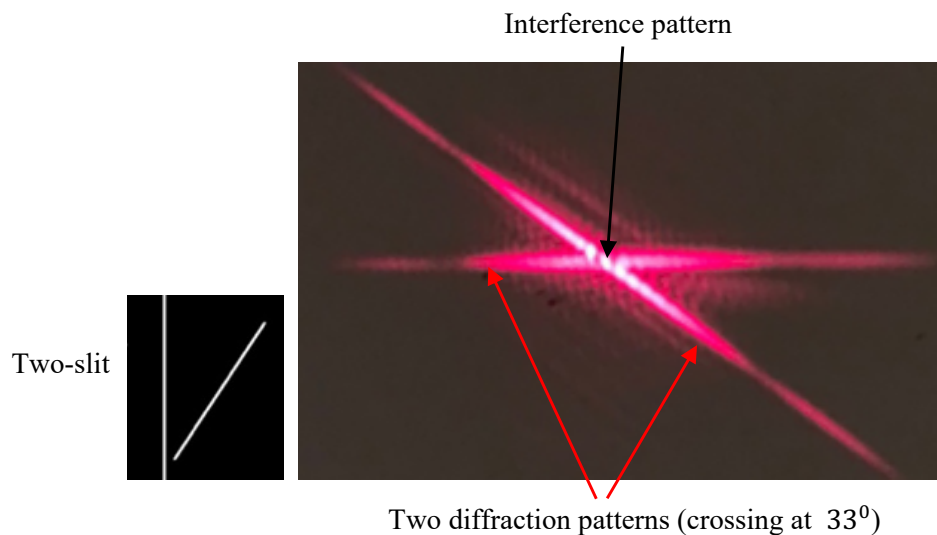 Interference pattern
Two-slit
Two diffraction patterns (crossing at 33⁰)